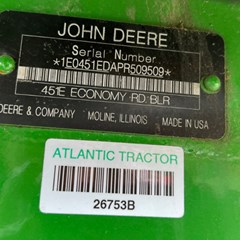 JOHN DEERE
Serial Number
*1E0451EDAPR509509*
451E ECONOMY RD BLR
DEERE & COMPANY MOLINE, ILLINOIS MADE IN USA
ATLANTIC TRACTOR
26753B